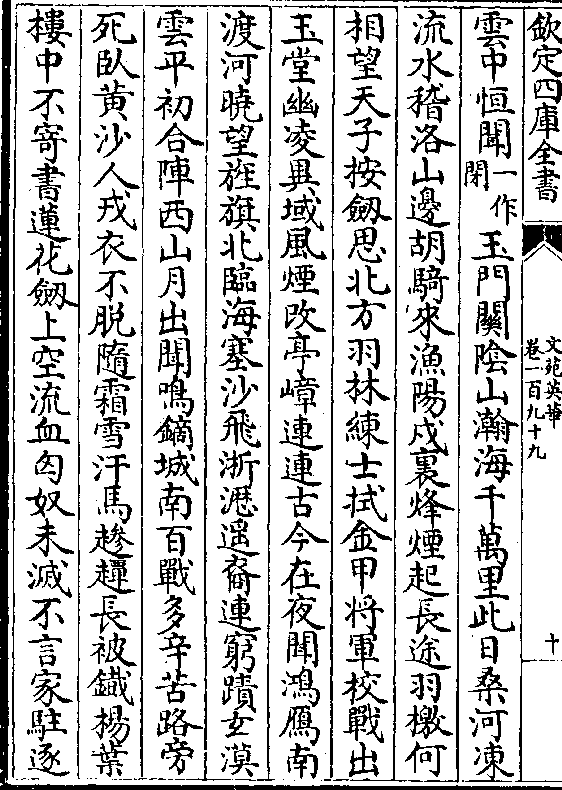 欽定四庫全書
文苑英華
卷一百九十九
十
雲中恒聞一作閉玉門關陰山瀚海千萬里此日桑河凍
流水稽洛山邊胡騎來漁陽戍裏烽煙起長途羽檄何
相望天子按劒思北方羽林練士拭金甲將軍校戰出
玉堂幽凌異域風煙改亭嶂連連古今在夜聞鴻鴈南
渡河曉望旌旗北臨海塞沙飛淅瀝遥裔連窮蹟玄漠
雲平初合陣西山月出聞鳴鏑城南百戰多辛苦路旁
死臥黄沙人戎衣不脱隨霜雪汗馬趁趯長被鐵楊葉
樓中不寄書蓮花劒上空流血匈奴未滅不言家駐逐